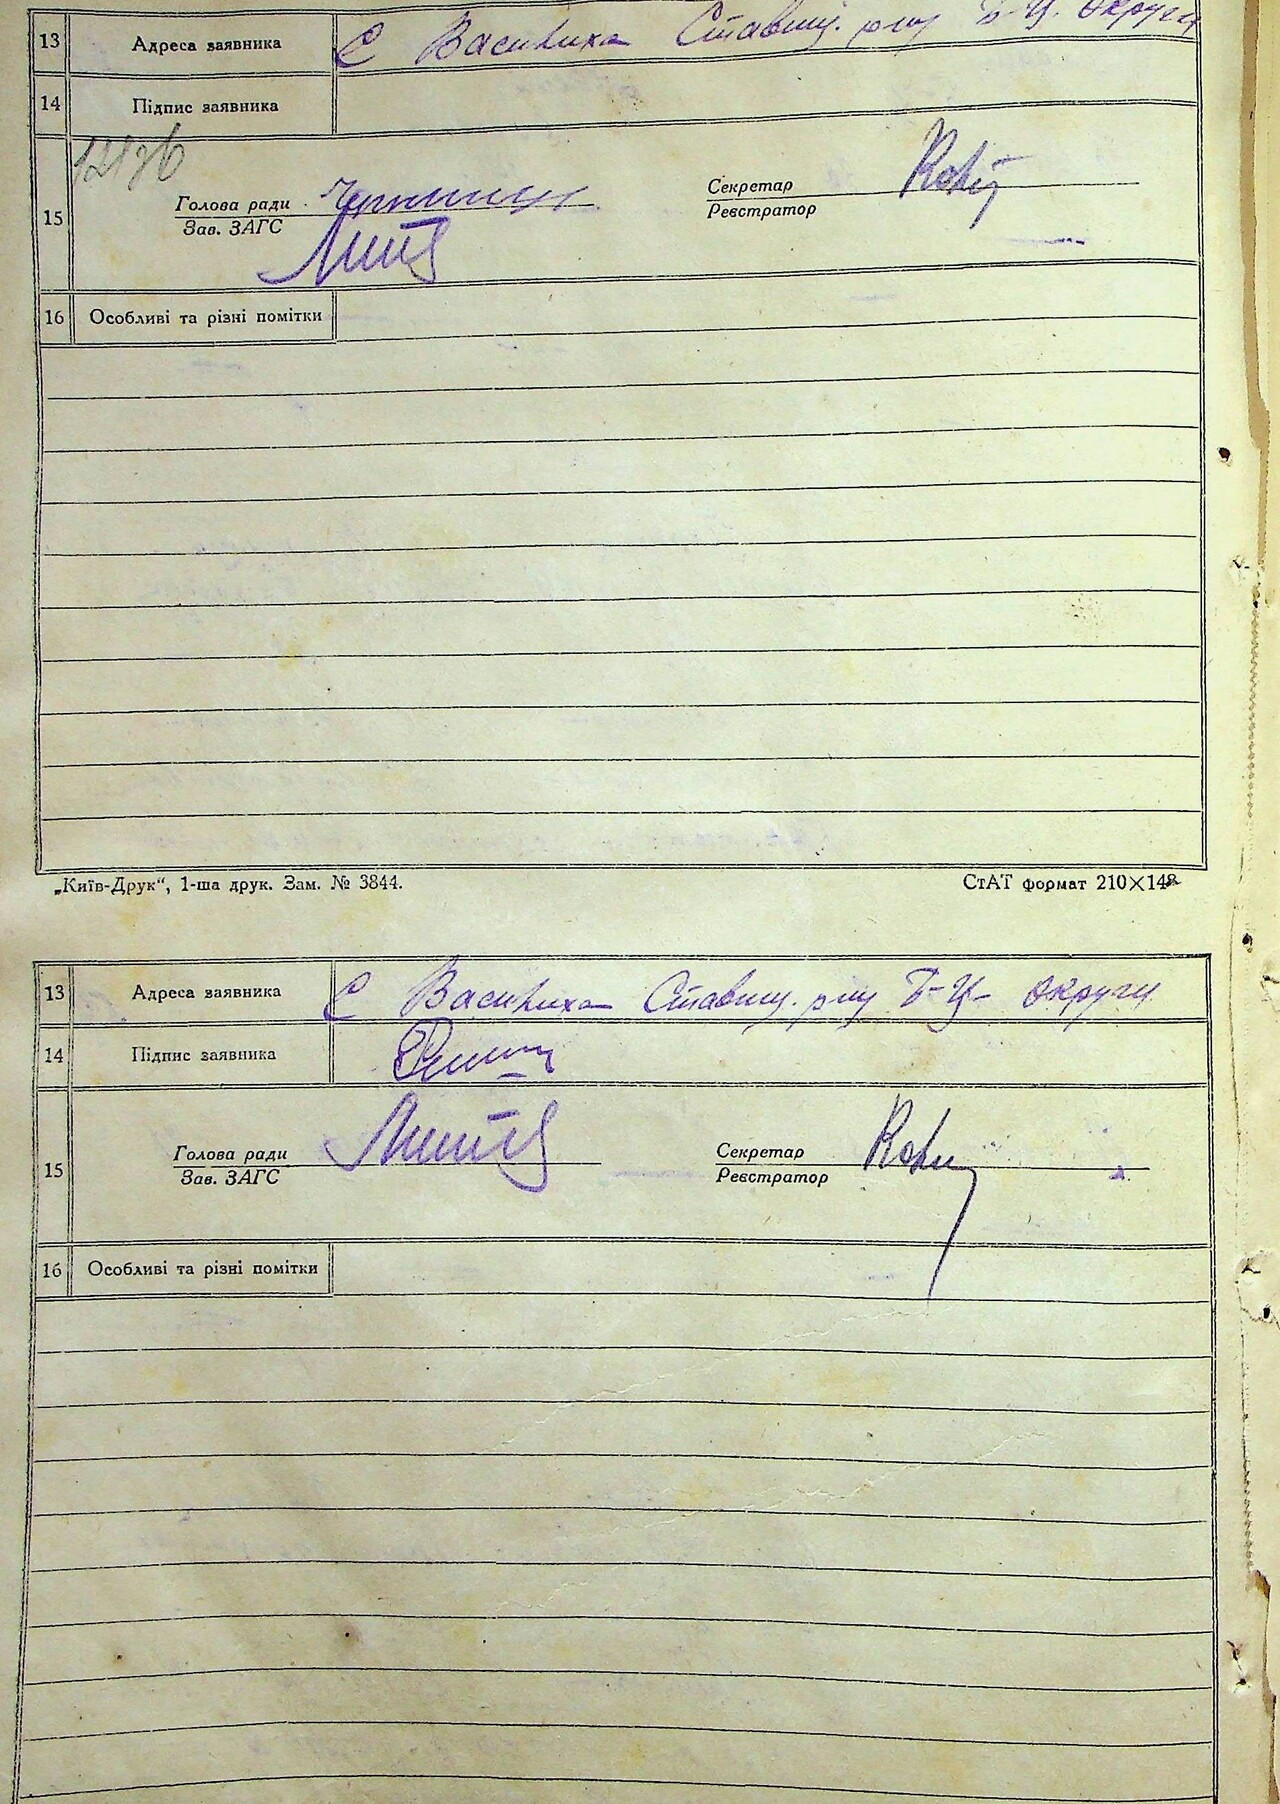 13 Адреса заявника С Василиха Ставищ. р-ну Б-Ц. округи
14 Підпис заявника
15 Голова ради Секретар
Зав. ЗАГС Реєстратор
16 Особливі та різні помітки
„Київ-Друк“, 1-ша друк. Зам. № 3844. СтАТ формат 210×148
13 Адреса заявника С Василиха Ставищ. р-ну Б-Ц- округи
14 Підпис заявника
15 Голова ради Секретар
Зав. ЗАГС Реєстратор
16 Особливі та різні помітки